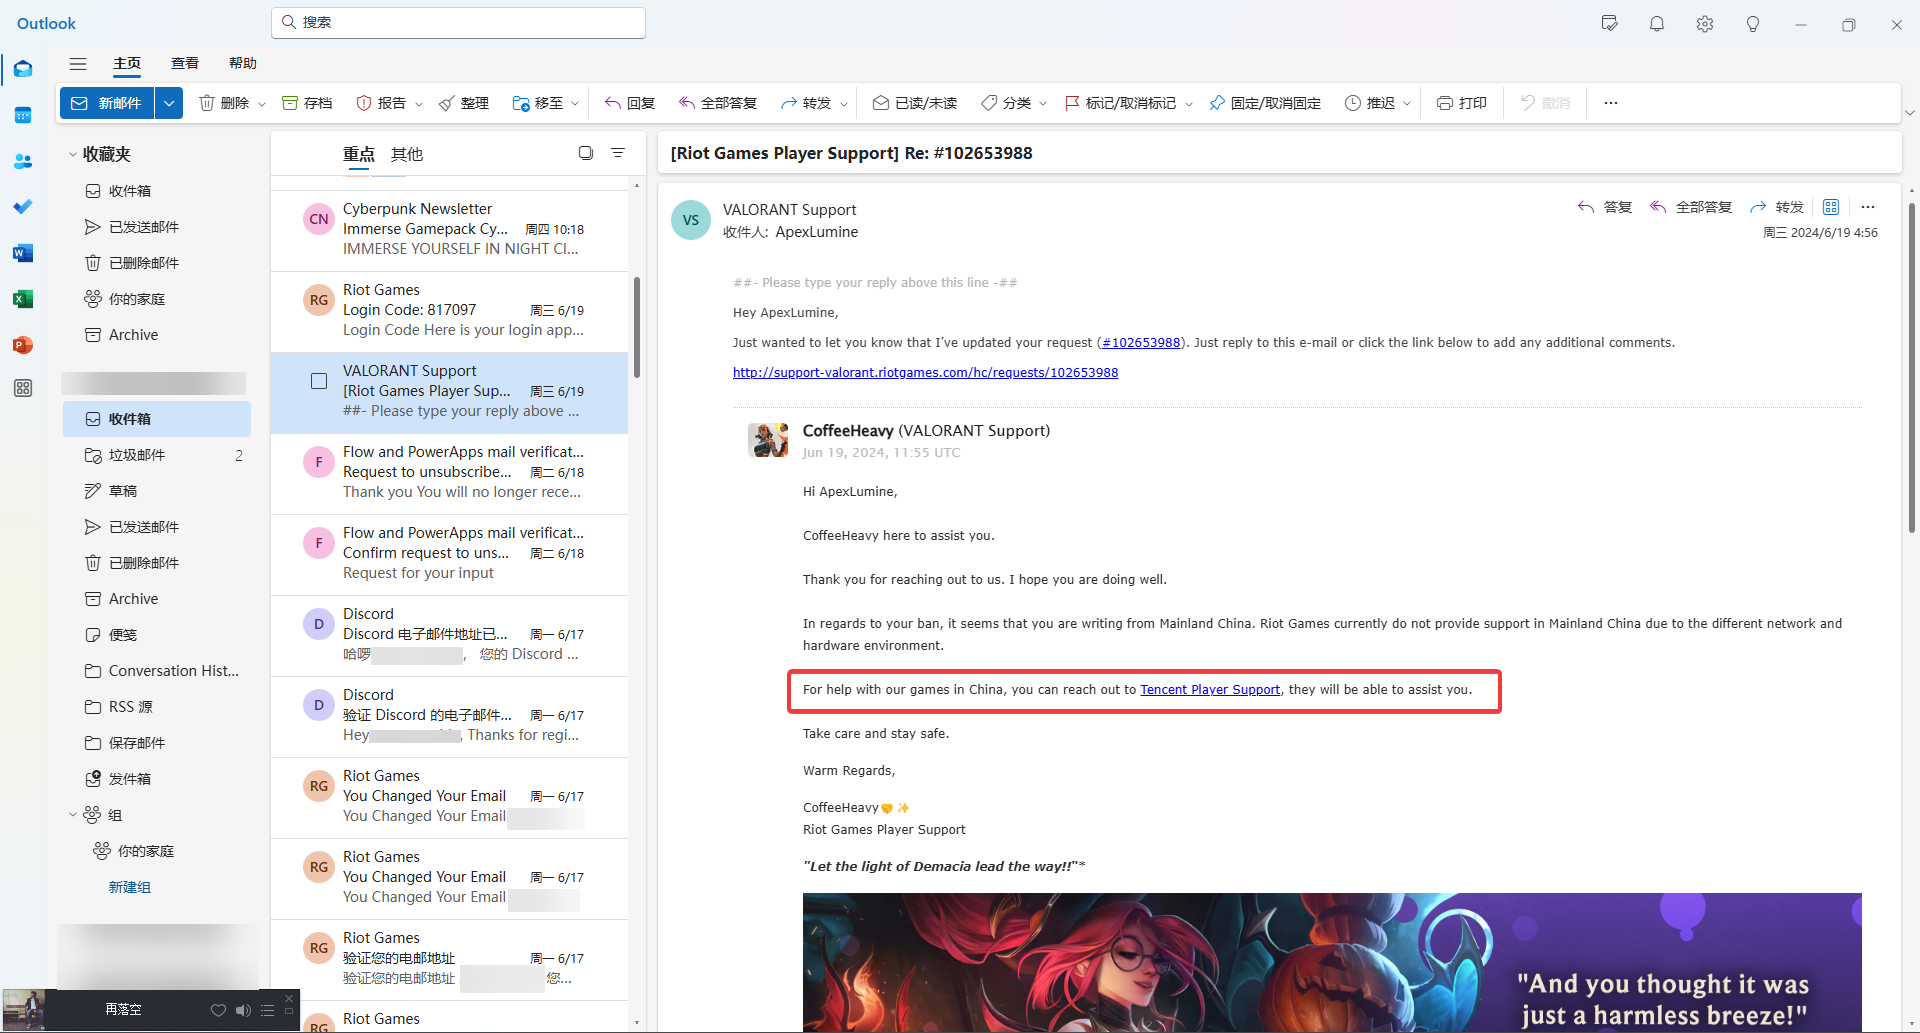 Outlook
搜索
主页 查看 帮助
新邮件 删除 存档 报告 整理 移至 回复 全部答复 转发 已读/未读 分类 标记/取消标记 固定/取消固定 推迟 打印 撤消 ...
收藏夹
收件箱
已发送邮件
已删除邮件
你的家庭
Archive
收件箱
垃圾邮件 2
草稿
已发送邮件
已删除邮件
Archive
便笺
Conversation Hist...
RSS 源
保存邮件
发件箱
组
你的家庭
新建组
再落空
重点 其他
CN
Cyberpunk Newsletter
Immerse Gamepack Cy... 周四 10:18
IMMERSE YOURSELF IN NIGHT CI...
RG
Riot Games
Login Code: 817097 周三 6/19
Login Code Here is your login app...
VALORANT Support
[Riot Games Player Sup... 周三 6/19
##- Please type your reply above ...
F
Flow and PowerApps mail verificat...
Request to unsubscribe... 周二 6/18
Thank you You will no longer rece...
F
Flow and PowerApps mail verificat...
Confirm request to uns... 周二 6/18
Request for your input
D
Discord
Discord 电子邮件地址已... 周一 6/17
哈啰 , 您的 Discord ...
D
Discord
验证 Discord 的电子邮件... 周一 6/17
Hey , Thanks for regi...
RG
Riot Games
You Changed Your Email 周一 6/17
You Changed Your Email
RG
Riot Games
You Changed Your Email 周一 6/17
You Changed Your Email
RG
Riot Games
验证您的电邮地址 周一 6/17
验证您的电邮地址 您...
RG
Riot Games
[Riot Games Player Support] Re: #102653988
VS
VALORANT Support
收件人: ApexLumine
答复 全部答复 转发 ...
周三 2024/6/19 4:56
##- Please type your reply above this line -##
Hey ApexLumine,
Just wanted to let you know that I’ve updated your request (#102653988). Just reply to this e-mail or click the link below to add any additional comments.
http://support-valorant.riotgames.com/hc/requests/102653988
CoffeeHeavy (VALORANT Support)
Jun 19, 2024, 11:55 UTC
Hi ApexLumine,
CoffeeHeavy here to assist you.
Thank you for reaching out to us. I hope you are doing well.
In regards to your ban, it seems that you are writing from Mainland China. Riot Games currently do not provide support in Mainland China due to the different network and
hardware environment.
For help with our games in China, you can reach out to Tencent Player Support, they will be able to assist you.
Take care and stay safe.
Warm Regards,
CoffeeHeavy🤜✨
Riot Games Player Support
"Let the light of Demacia lead the way!!"*
"And you thought it was
just a harmless breeze!"